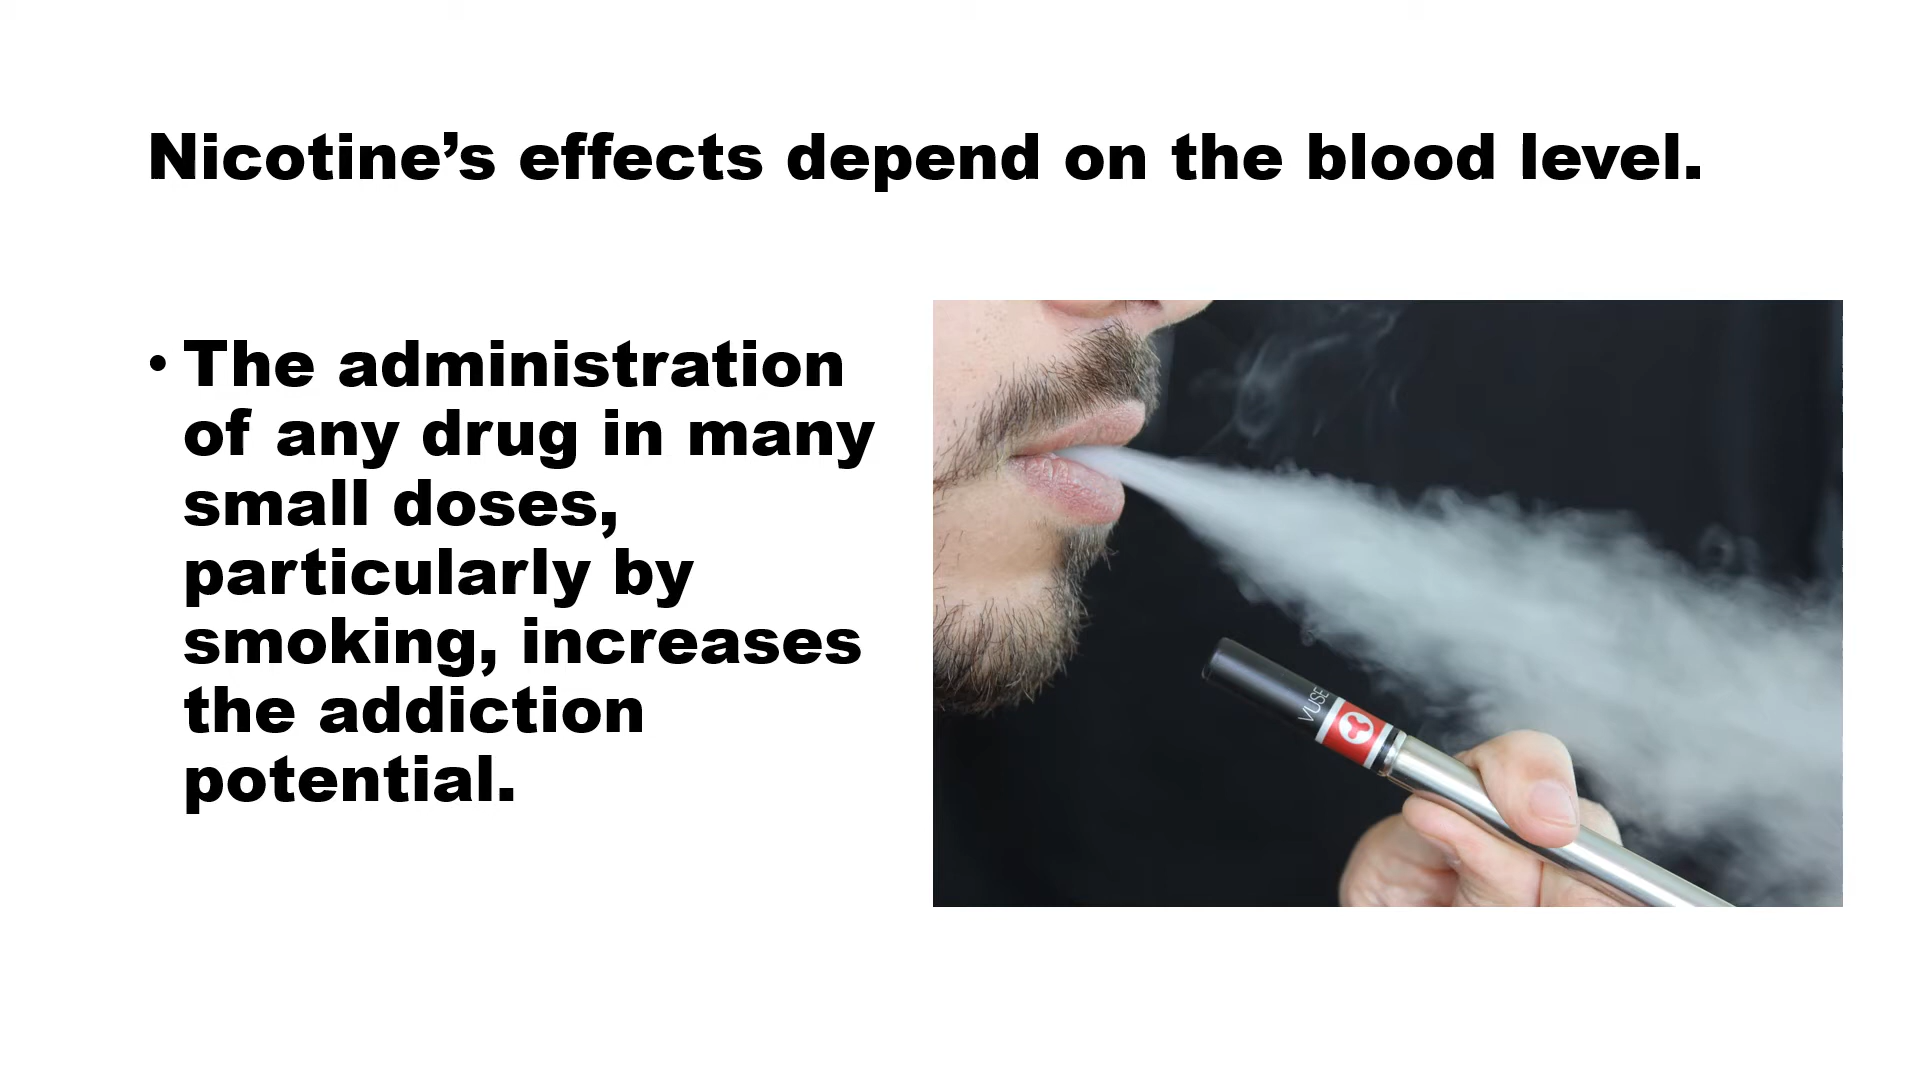 Nicotine’s effects depend on the blood level.
• The administration
of any drug in many
small doses,
particularly by
smoking, increases
the addiction
potential.
VUSE